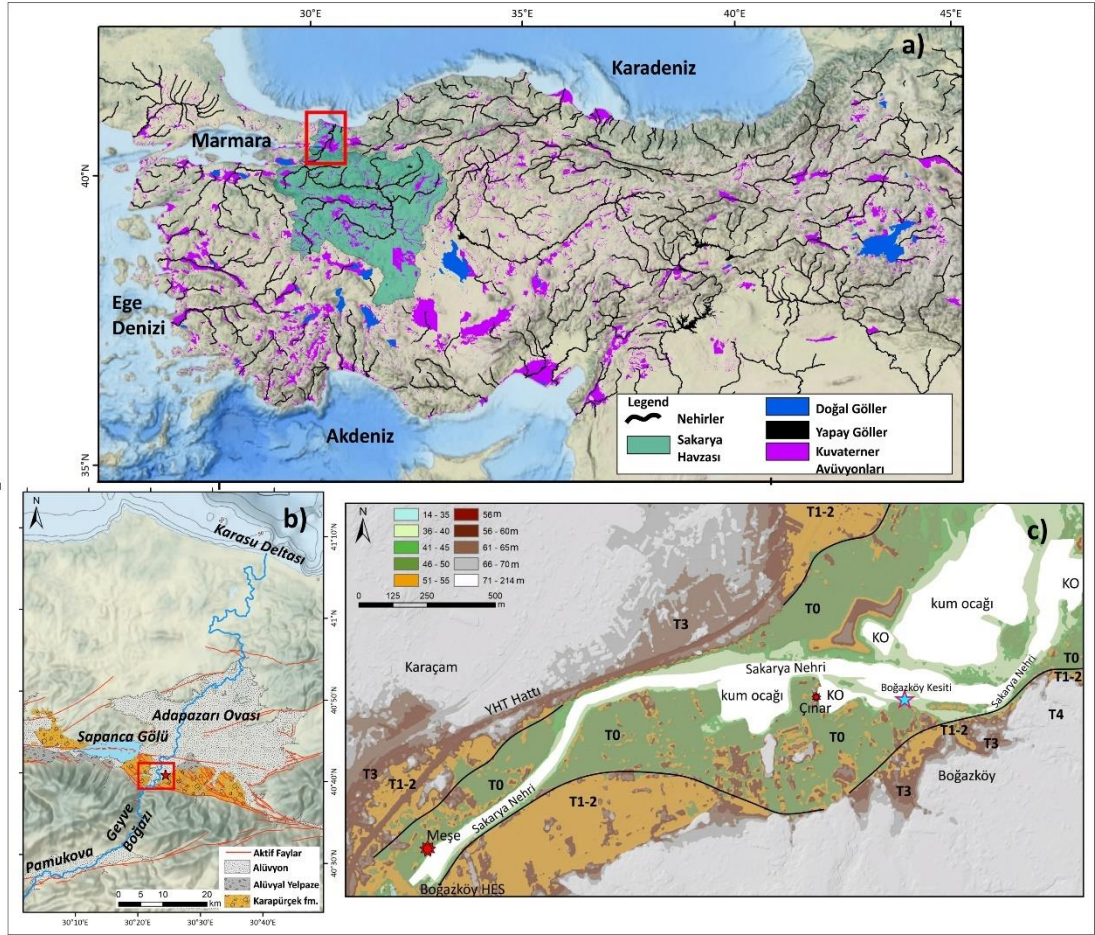 30°E 35°E 40°E 45°E
a)
Karadeniz
Marmara
40°N
Ege
Denizi
Akdeniz
35°N
Legend
Nehirler
Sakarya
Havzası
Doğal Göller
Yapay Göller
Kuvaterner
Avüvyonları
N
b)
Karasu Deltası
41°10'N
41°N
40°50'N
40°40'N
40°30'N
Adapazarı Ovası
Sapanca Gölü
Geyve
Boğazı
Pamukova
Aktif Faylar
Alüvyon
Alüvyal Yelpaze
Karapürçek fm.
0 5 10 20
km
30°10'E 30°20'E 30°30'E 30°40'E
N
c)
14 - 35
36 - 40
41 - 45
46 - 50
51 - 55
56 m
56 - 60 m
61 - 65m
66 - 70 m
71 - 214 m
0 125 250 500
m
T1-2
T3
T0
kum ocağı
KO
KO
Karaçam
YHT Hattı
Sakarya Nehri
kum ocağı
KO
Çınar
Boğazköy Kesiti
Sakarya Nehri
T0
T1-2
T4
T0
T0
T1-2
T3
T3
T1-2
T0
Sakarya Nehri
T1-2
T3
Boğazköy
Meşe
Boğazköy HES